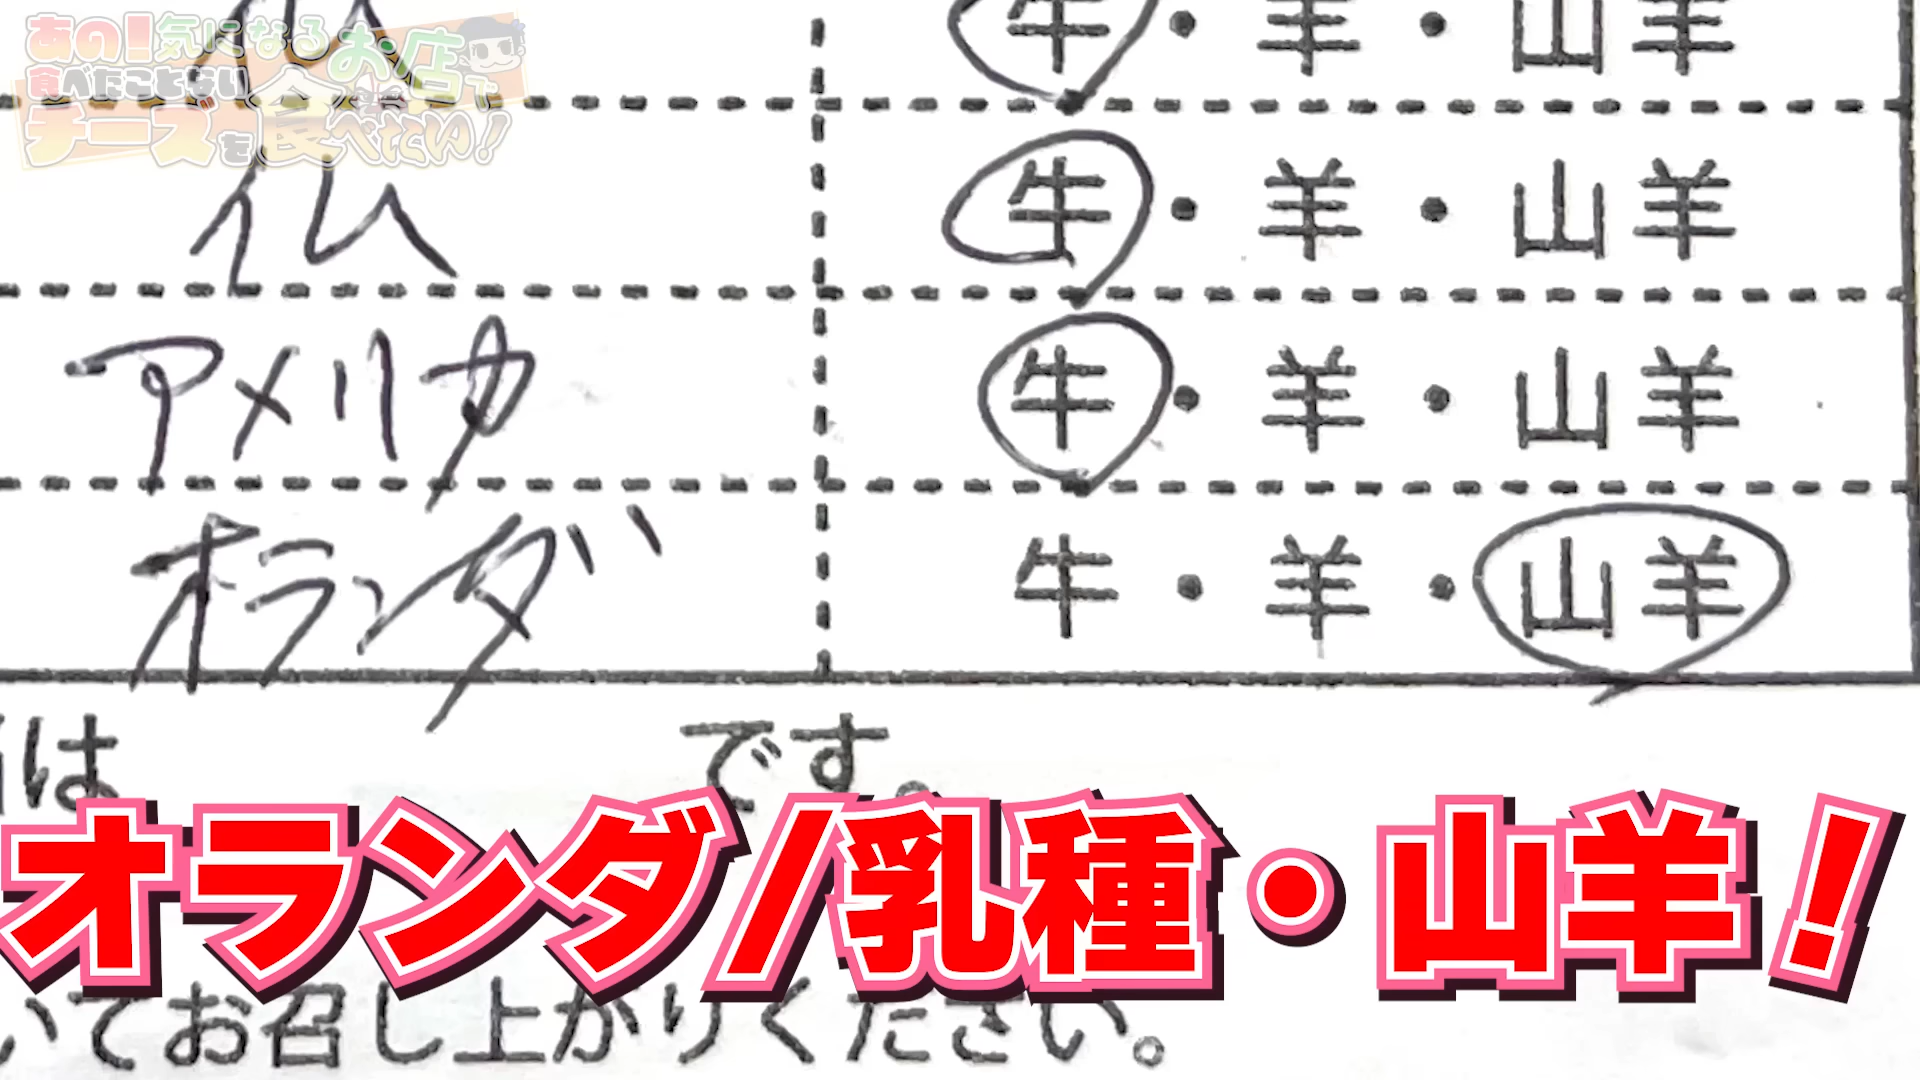 あの！気になるお店で
食べたことない
チーズを食べたい！
仏 牛・羊・山羊
仏 牛・羊・山羊
アメリカ 牛・羊・山羊
オランダ 牛・羊・山羊
は です。
オランダ/乳種・山羊！
いてお召し上がりください。